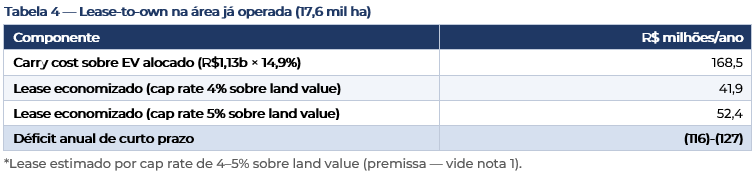 Tabela 4 — Lease-to-own na área já operada (17,6 mil ha)
Componente R$ milhões/ano
Carry cost sobre EV alocado (R$1,13b × 14,9%) 168,5
Lease economizado (cap rate 4% sobre land value) 41,9
Lease economizado (cap rate 5% sobre land value) 52,4
Déficit anual de curto prazo (116)-(127)
*Lease estimado por cap rate de 4–5% sobre land value (premissa — vide nota 1).